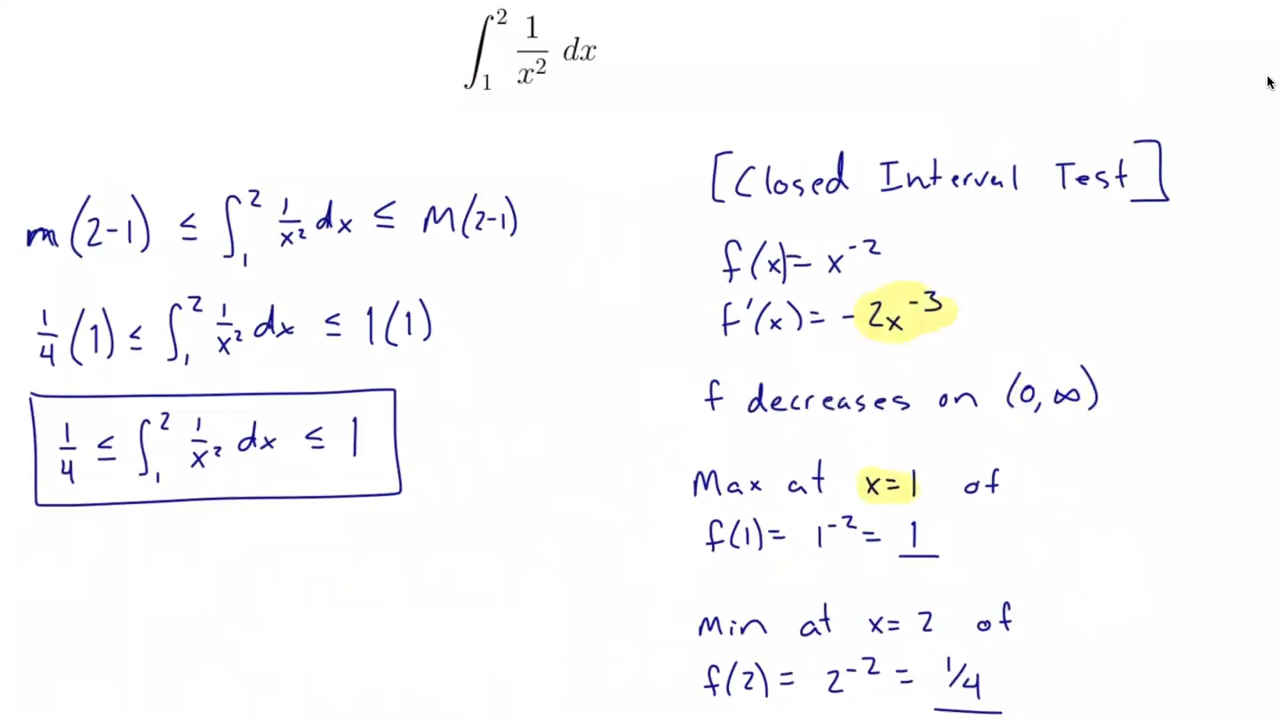 ∫₁² 1/x² dx
m(2-1) ≤ ∫₁² 1/x² dx ≤ M(2-1)
1/4 (1) ≤ ∫₁² 1/x² dx ≤ 1(1)
1/4 ≤ ∫₁² 1/x² dx ≤ 1
[Closed Interval Test]
f(x) = x⁻²
f'(x) = -2x⁻³
f decreases on (0, ∞)
Max at x=1 of
f(1) = 1⁻² = 1
Min at x=2 of
f(2) = 2⁻² = 1/4